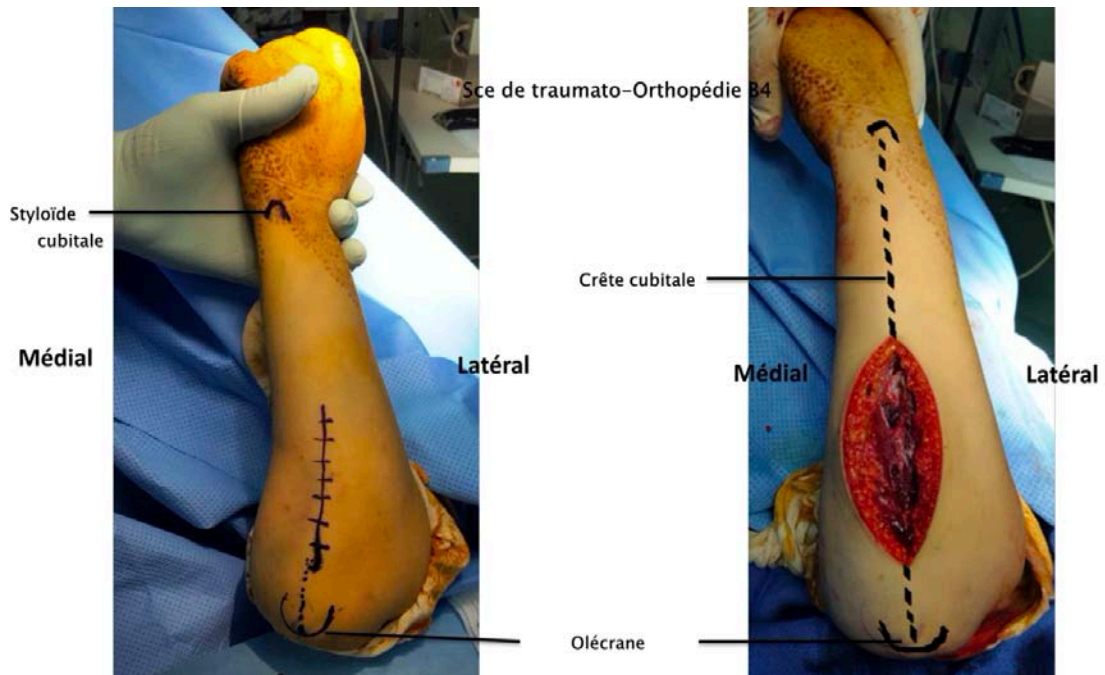 Sce de traumato-Orthopédie B4
Styloïde
cubitale
Crête cubitale
Médial
Latéral
Médial
Latéral
Olécrane